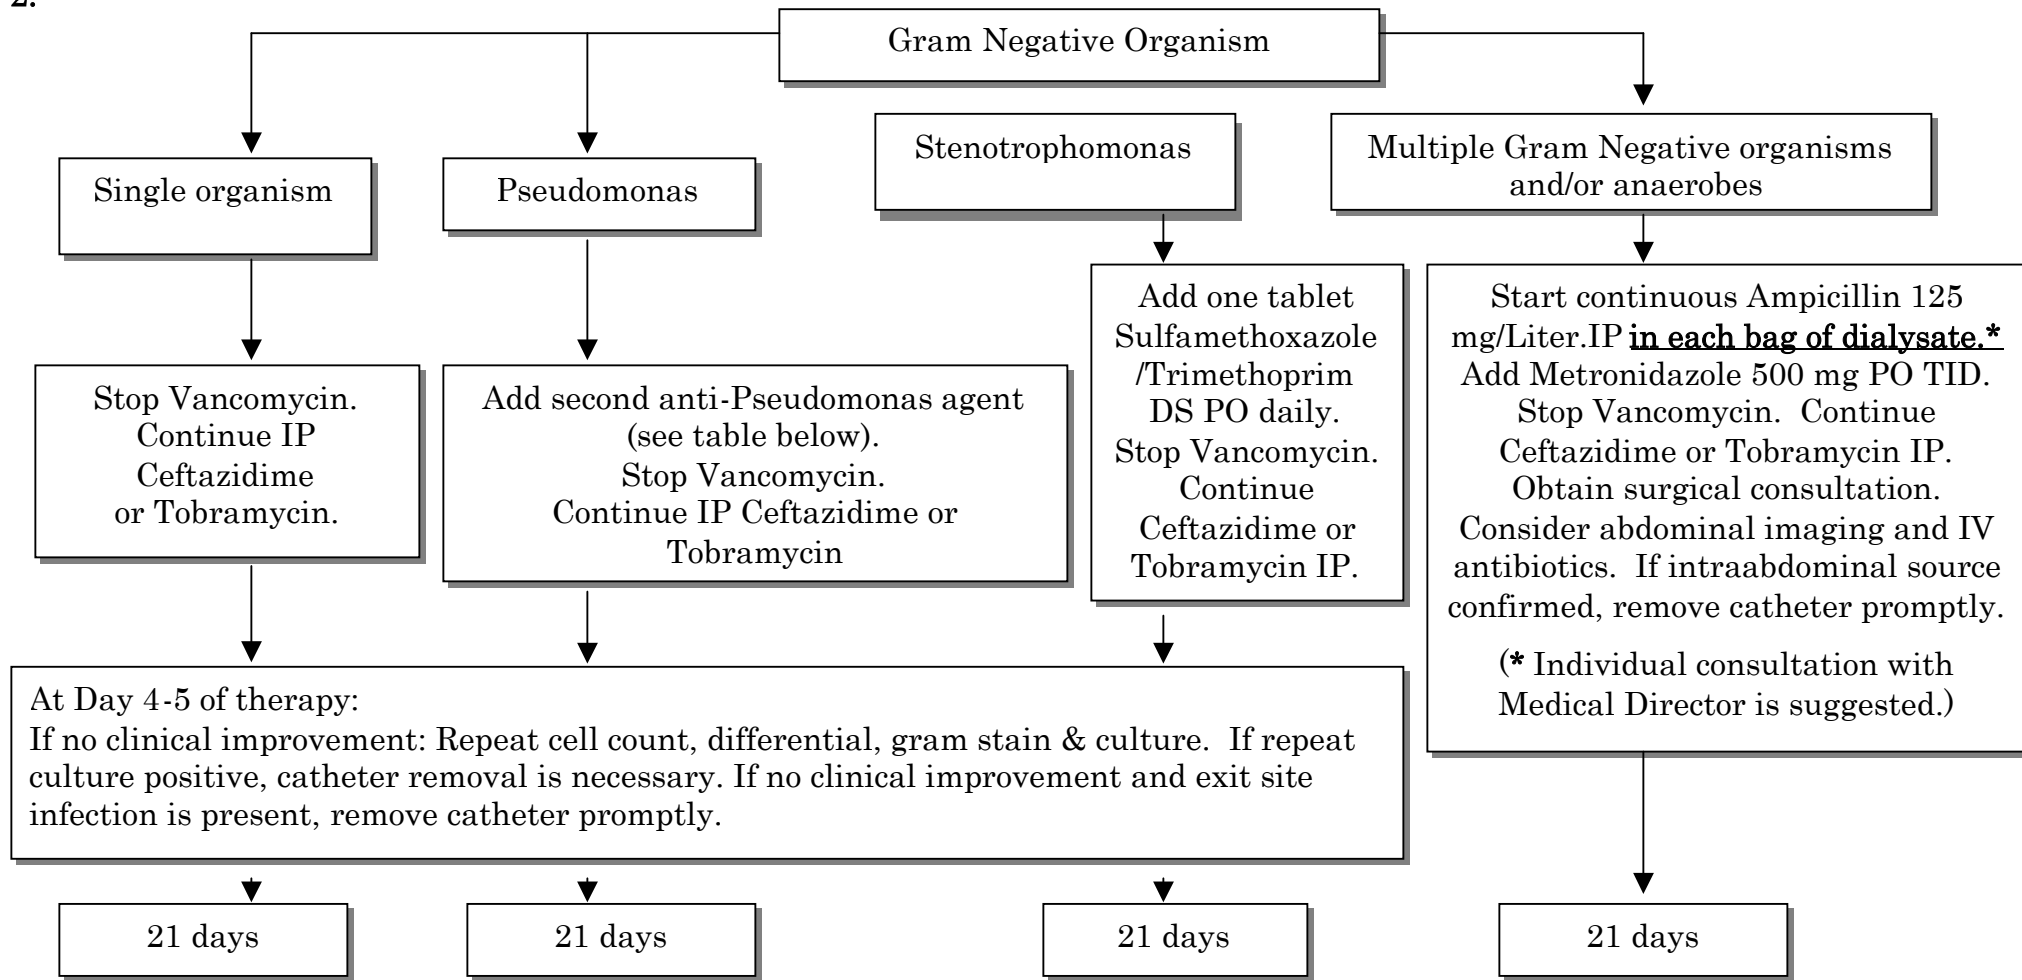 2.
Gram Negative Organism
Single organism
Pseudomonas
Stenotrophomonas
Multiple Gram Negative organisms
and/or anaerobes
Stop Vancomycin.
Continue IP
Ceftazidime
or Tobramycin.
Add second anti-Pseudomonas agent
(see table below).
Stop Vancomycin.
Continue IP Ceftazidime or
Tobramycin
Add one tablet
Sulfamethoxazole
/Trimethoprim
DS PO daily.
Stop Vancomycin.
Continue
Ceftazidime or
Tobramycin IP.
Start continuous Ampicillin 125
mg/Liter.IP in each bag of dialysate.*
Add Metronidazole 500 mg PO TID.
Stop Vancomycin. Continue
Ceftazidime or Tobramycin IP.
Obtain surgical consultation.
Consider abdominal imaging and IV
antibiotics. If intraabdominal source
confirmed, remove catheter promptly.
(* Individual consultation with
Medical Director is suggested.)
At Day 4-5 of therapy:
If no clinical improvement: Repeat cell count, differential, gram stain & culture. If repeat
culture positive, catheter removal is necessary. If no clinical improvement and exit site
infection is present, remove catheter promptly.
21 days
21 days
21 days
21 days